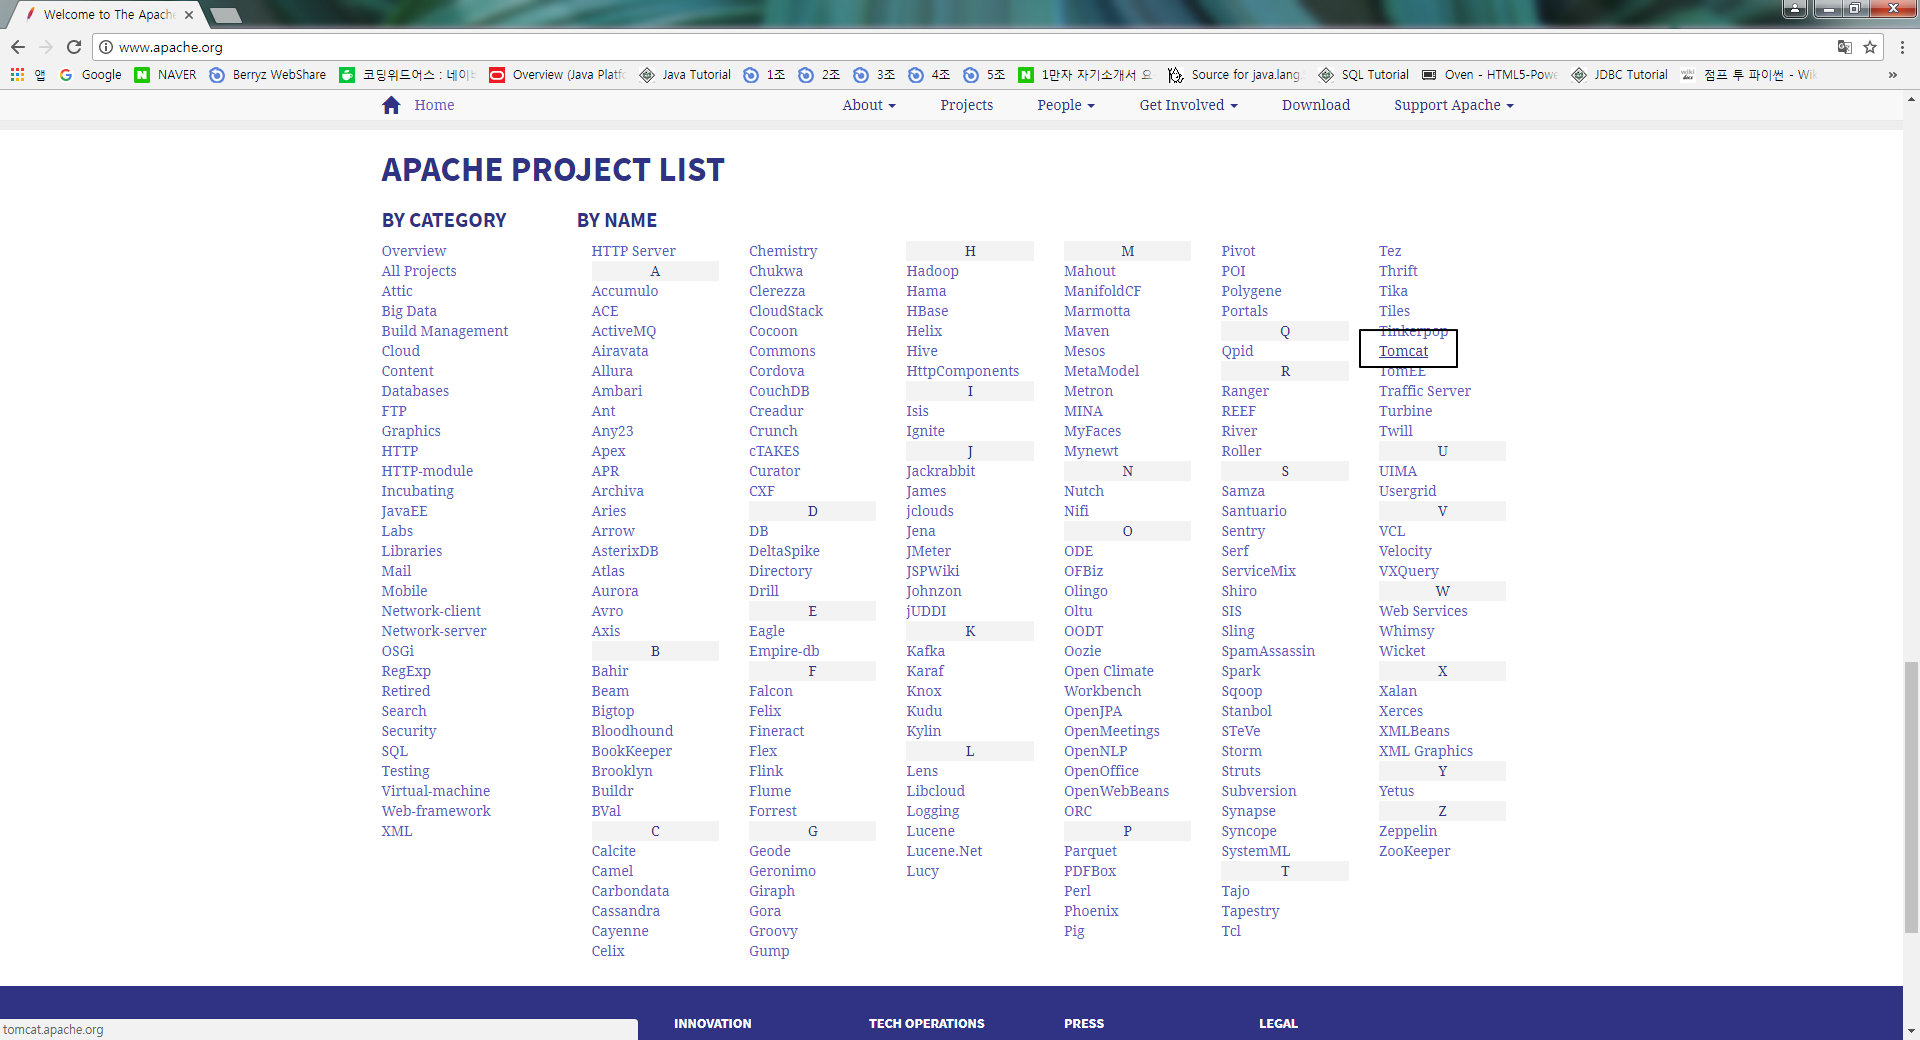 Welcome to The Apache
www.apache.org
앱 Google NAVER Berryz WebShare 코딩위드어스 : 네이 Overview (Java Platfo Java Tutorial 1조 2조 3조 4조 5조 1만자 자기소개서 요 Source for java.lang. SQL Tutorial Oven - HTML5-Powe JDBC Tutorial 점프 투 파이썬 - Wik »
Home About Projects People Get Involved Download Support Apache
APACHE PROJECT LIST
BY CATEGORY
Overview
All Projects
Attic
Big Data
Build Management
Cloud
Content
Databases
FTP
Graphics
HTTP
HTTP-module
Incubating
JavaEE
Labs
Libraries
Mail
Mobile
Network-client
Network-server
OSGi
RegExp
Retired
Search
Security
SQL
Testing
Virtual-machine
Web-framework
XML
BY NAME
HTTP Server
A
Accumulo
ACE
ActiveMQ
Airavata
Allura
Ambari
Ant
Any23
Apex
APR
Archiva
Aries
Arrow
AsterixDB
Atlas
Aurora
Avro
Axis
B
Bahir
Beam
Bigtop
Bloodhound
BookKeeper
Brooklyn
Buildr
BVal
C
Calcite
Camel
Carbondata
Cassandra
Cayenne
Celix
Chemistry
Chukwa
Clerezza
CloudStack
Cocoon
Commons
Cordova
CouchDB
Creadur
Crunch
cTAKES
Curator
CXF
D
DB
DeltaSpike
Directory
Drill
E
Eagle
Empire-db
F
Falcon
Felix
Fineract
Flex
Flink
Flume
Forrest
G
Geode
Geronimo
Giraph
Gora
Groovy
Gump
H
Hadoop
Hama
HBase
Helix
Hive
HttpComponents
I
Isis
Ignite
J
Jackrabbit
James
jclouds
Jena
JMeter
JSPWiki
Johnzon
jUDDI
K
Kafka
Karaf
Knox
Kudu
Kylin
L
Lens
Libcloud
Logging
Lucene
Lucene.Net
Lucy
M
Mahout
ManifoldCF
Marmotta
Maven
Mesos
MetaModel
Metron
MINA
MyFaces
Mynewt
N
Nutch
Nifi
O
ODE
OFBiz
Olingo
Oltu
OODT
Oozie
Open Climate
Workbench
OpenJPA
OpenMeetings
OpenNLP
OpenOffice
OpenWebBeans
ORC
P
Parquet
PDFBox
Perl
Phoenix
Pig
Pivot
POI
Polygene
Portals
Q
Qpid
R
Ranger
REEF
River
Roller
S
Samza
Santuario
Sentry
Serf
ServiceMix
Shiro
SIS
Sling
SpamAssassin
Spark
Sqoop
Stanbol
STeVe
Storm
Struts
Subversion
Synapse
Syncope
SystemML
T
Tajo
Tapestry
Tcl
Tez
Thrift
Tika
Tiles
Tinkerpop
Tomcat
TomEE
Traffic Server
Turbine
Twill
U
UIMA
Usergrid
V
VCL
Velocity
VXQuery
W
Web Services
Whimsy
Wicket
X
Xalan
Xerces
XMLBeans
XML Graphics
Y
Yetus
Z
Zeppelin
ZooKeeper
INNOVATION TECH OPERATIONS PRESS LEGAL
tomcat.apache.org